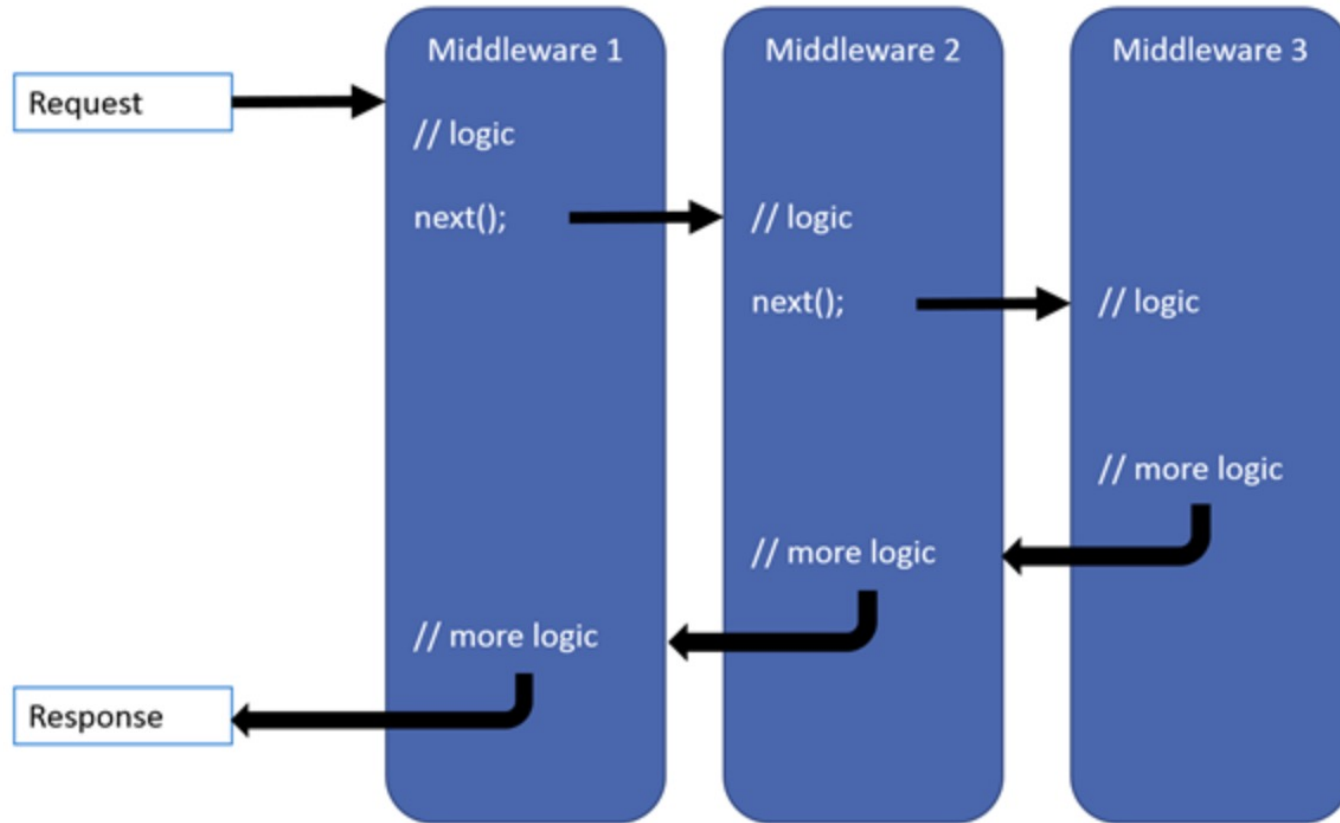 Middleware 1
Middleware 2
Middleware 3
Request
// logic
next();
// logic
next();
// logic
// more logic
// more logic
// more logic
Response